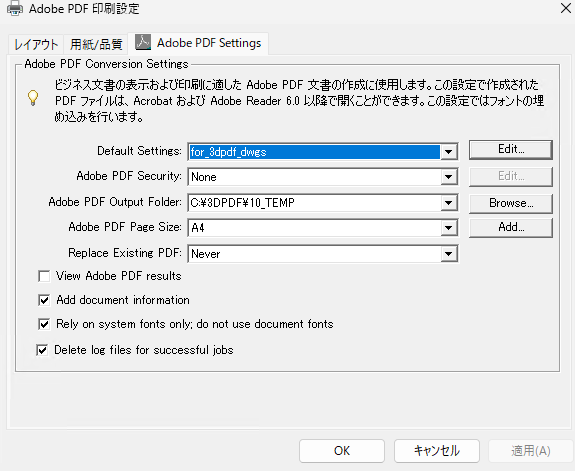 Adobe PDF 印刷設定
レイアウト 用紙/品質 Adobe PDF Settings
Adobe PDF Conversion Settings
ビジネス文書の表示および印刷に適した Adobe PDF 文書の作成に使用します。この設定で作成された
PDF ファイルは、Acrobat および Adobe Reader 6.0 以降で開くことができます。この設定ではフォントの埋
め込みを行います。
Default Settings: for_3dpdf_dwgs Edit...
Adobe PDF Security: None Edit...
Adobe PDF Output Folder: C:¥3DPDF¥10_TEMP Browse...
Adobe PDF Page Size: A4 Add...
Replace Existing PDF: Never
View Adobe PDF results
Add document information
Rely on system fonts only; do not use document fonts
Delete log files for successful jobs
OK キャンセル 適用(A)